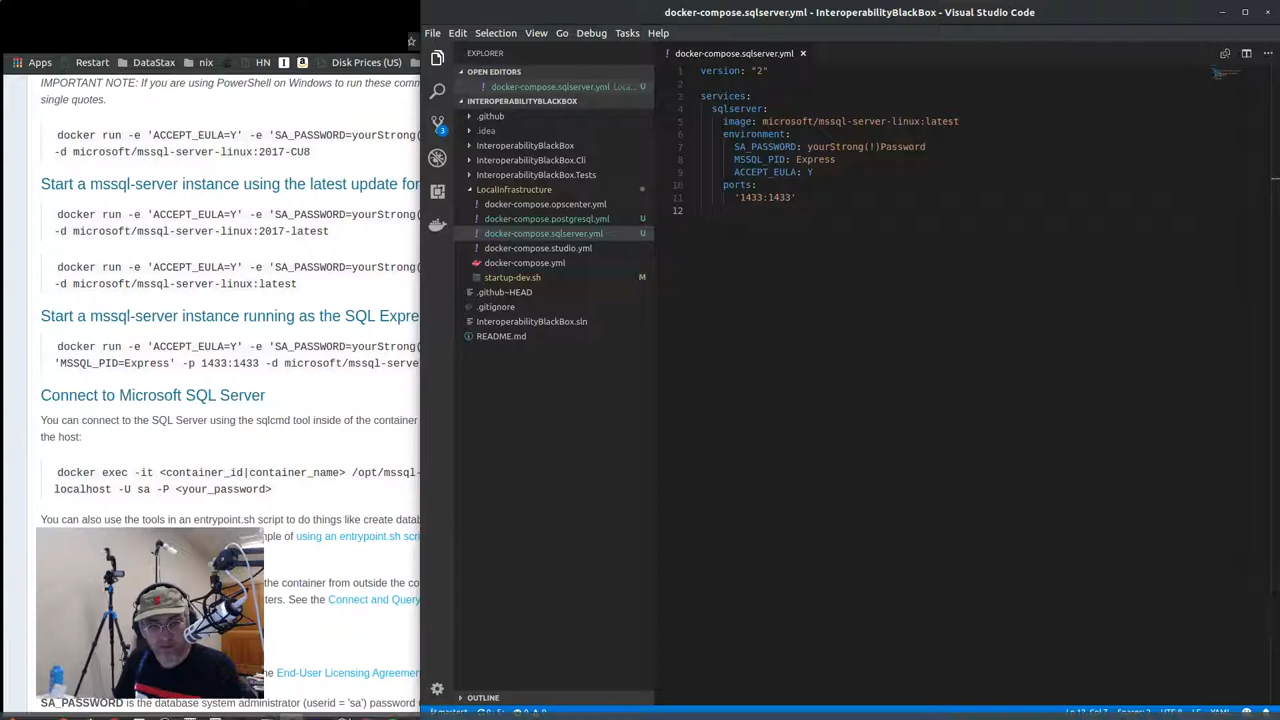 docker-compose.sqlserver.yml - InteroperabilityBlackBox - Visual Studio Code
File Edit Selection View Go Debug Tasks Help
Apps Restart DataStax nix HN Disk Prices (US)
IMPORTANT NOTE: If you are using PowerShell on Windows to run these comm
single quotes.
docker run -e 'ACCEPT_EULA=Y' -e 'SA_PASSWORD=yourStrong(
-d microsoft/mssql-server-linux:2017-CU8
Start a mssql-server instance using the latest update for
docker run -e 'ACCEPT_EULA=Y' -e 'SA_PASSWORD=yourStrong(
-d microsoft/mssql-server-linux:2017-latest
docker run -e 'ACCEPT_EULA=Y' -e 'SA_PASSWORD=yourStrong(
-d microsoft/mssql-server-linux:latest
Start a mssql-server instance running as the SQL Expre
docker run -e 'ACCEPT_EULA=Y' -e 'SA_PASSWORD=yourStrong(
'MSSQL_PID=Express' -p 1433:1433 -d microsoft/mssql-serve
Connect to Microsoft SQL Server
You can connect to the SQL Server using the sqlcmd tool inside of the container
the host:
docker exec -it <container_id|container_name> /opt/mssql-
localhost -U sa -P <your_password>
You can also use the tools in an entrypoint.sh script to do things like create datab
ple of using an entrypoint.sh scri
the container from outside the co
ters. See the Connect and Query
he End-User Licensing Agreemen
SA_PASSWORD is the database system administrator (userid = 'sa') password
EXPLORER
OPEN EDITORS
docker-compose.sqlserver.yml Loca... U
INTEROPERABILITYBLACKBOX
.github
.idea
3
InteroperabilityBlackBox
InteroperabilityBlackBox.Cli
InteroperabilityBlackBox.Tests
LocalInfrastructure
docker-compose.opscenter.yml
docker-compose.postgresql.yml U
docker-compose.sqlserver.yml U
docker-compose.studio.yml
docker-compose.yml
startup-dev.sh M
.github~HEAD
.gitignore
InteroperabilityBlackBox.sln
README.md
OUTLINE
docker-compose.sqlserver.yml
1 version: "2"
2
3 services:
4 sqlserver:
5 image: microsoft/mssql-server-linux:latest
6 environment:
7 SA_PASSWORD: yourStrong(!)Password
8 MSSQL_PID: Express
9 ACCEPT_EULA: Y
10 ports:
11 '1433:1433'
12